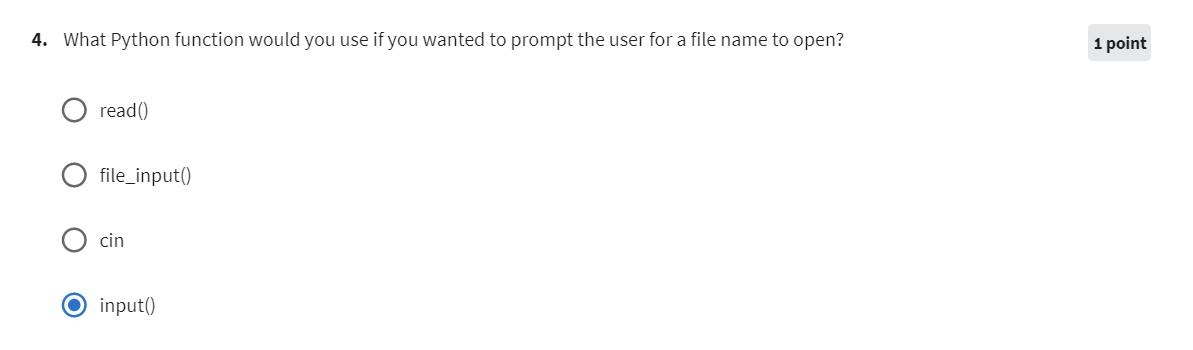 4. What Python function would you use if you wanted to prompt the user for a file name to open?
1 point
read()
file_input()
cin
input()